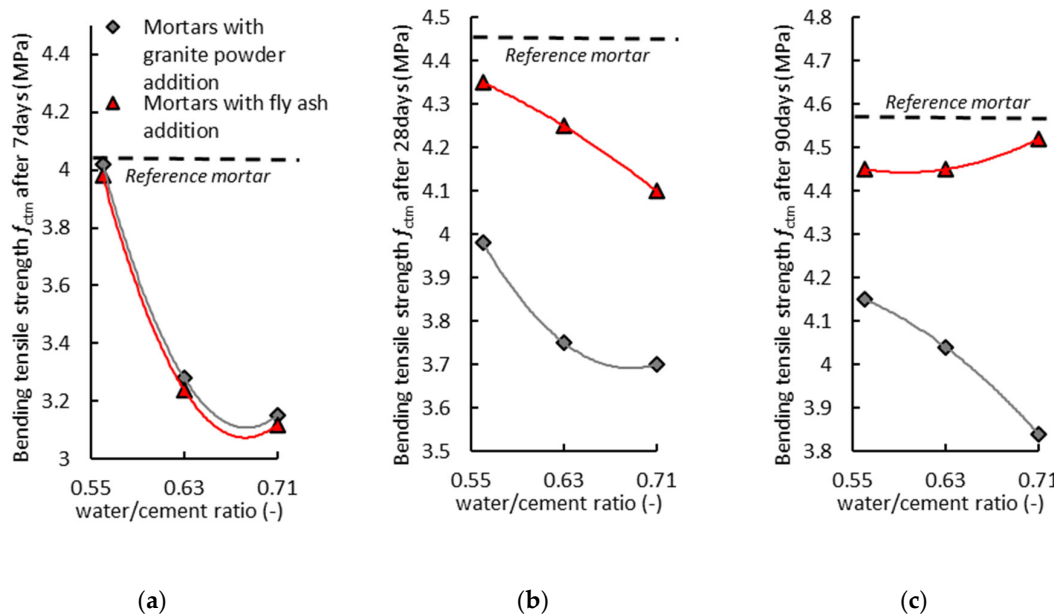 Bending tensile strength fctm after 7days (MPa)
4.4
4.2
4
3.8
3.6
3.4
3.2
3
Mortars with
granite powder
addition
Mortars with fly ash
addition
Reference mortar
0.55
0.63
0.71
water/cement ratio (-)
(a)
Bending tensile strength fctm after 28days (MPa)
4.5
4.4
4.3
4.2
4.1
4
3.9
3.8
3.7
3.6
3.5
Reference mortar
0.55
0.63
0.71
water/cement ratio (-)
(b)
Bending tensile strength fctm after 90days (MPa)
4.8
4.7
4.6
4.5
4.4
4.3
4.2
4.1
4
3.9
3.8
Reference mortar
0.55
0.63
0.71
water/cement ratio (-)
(c)